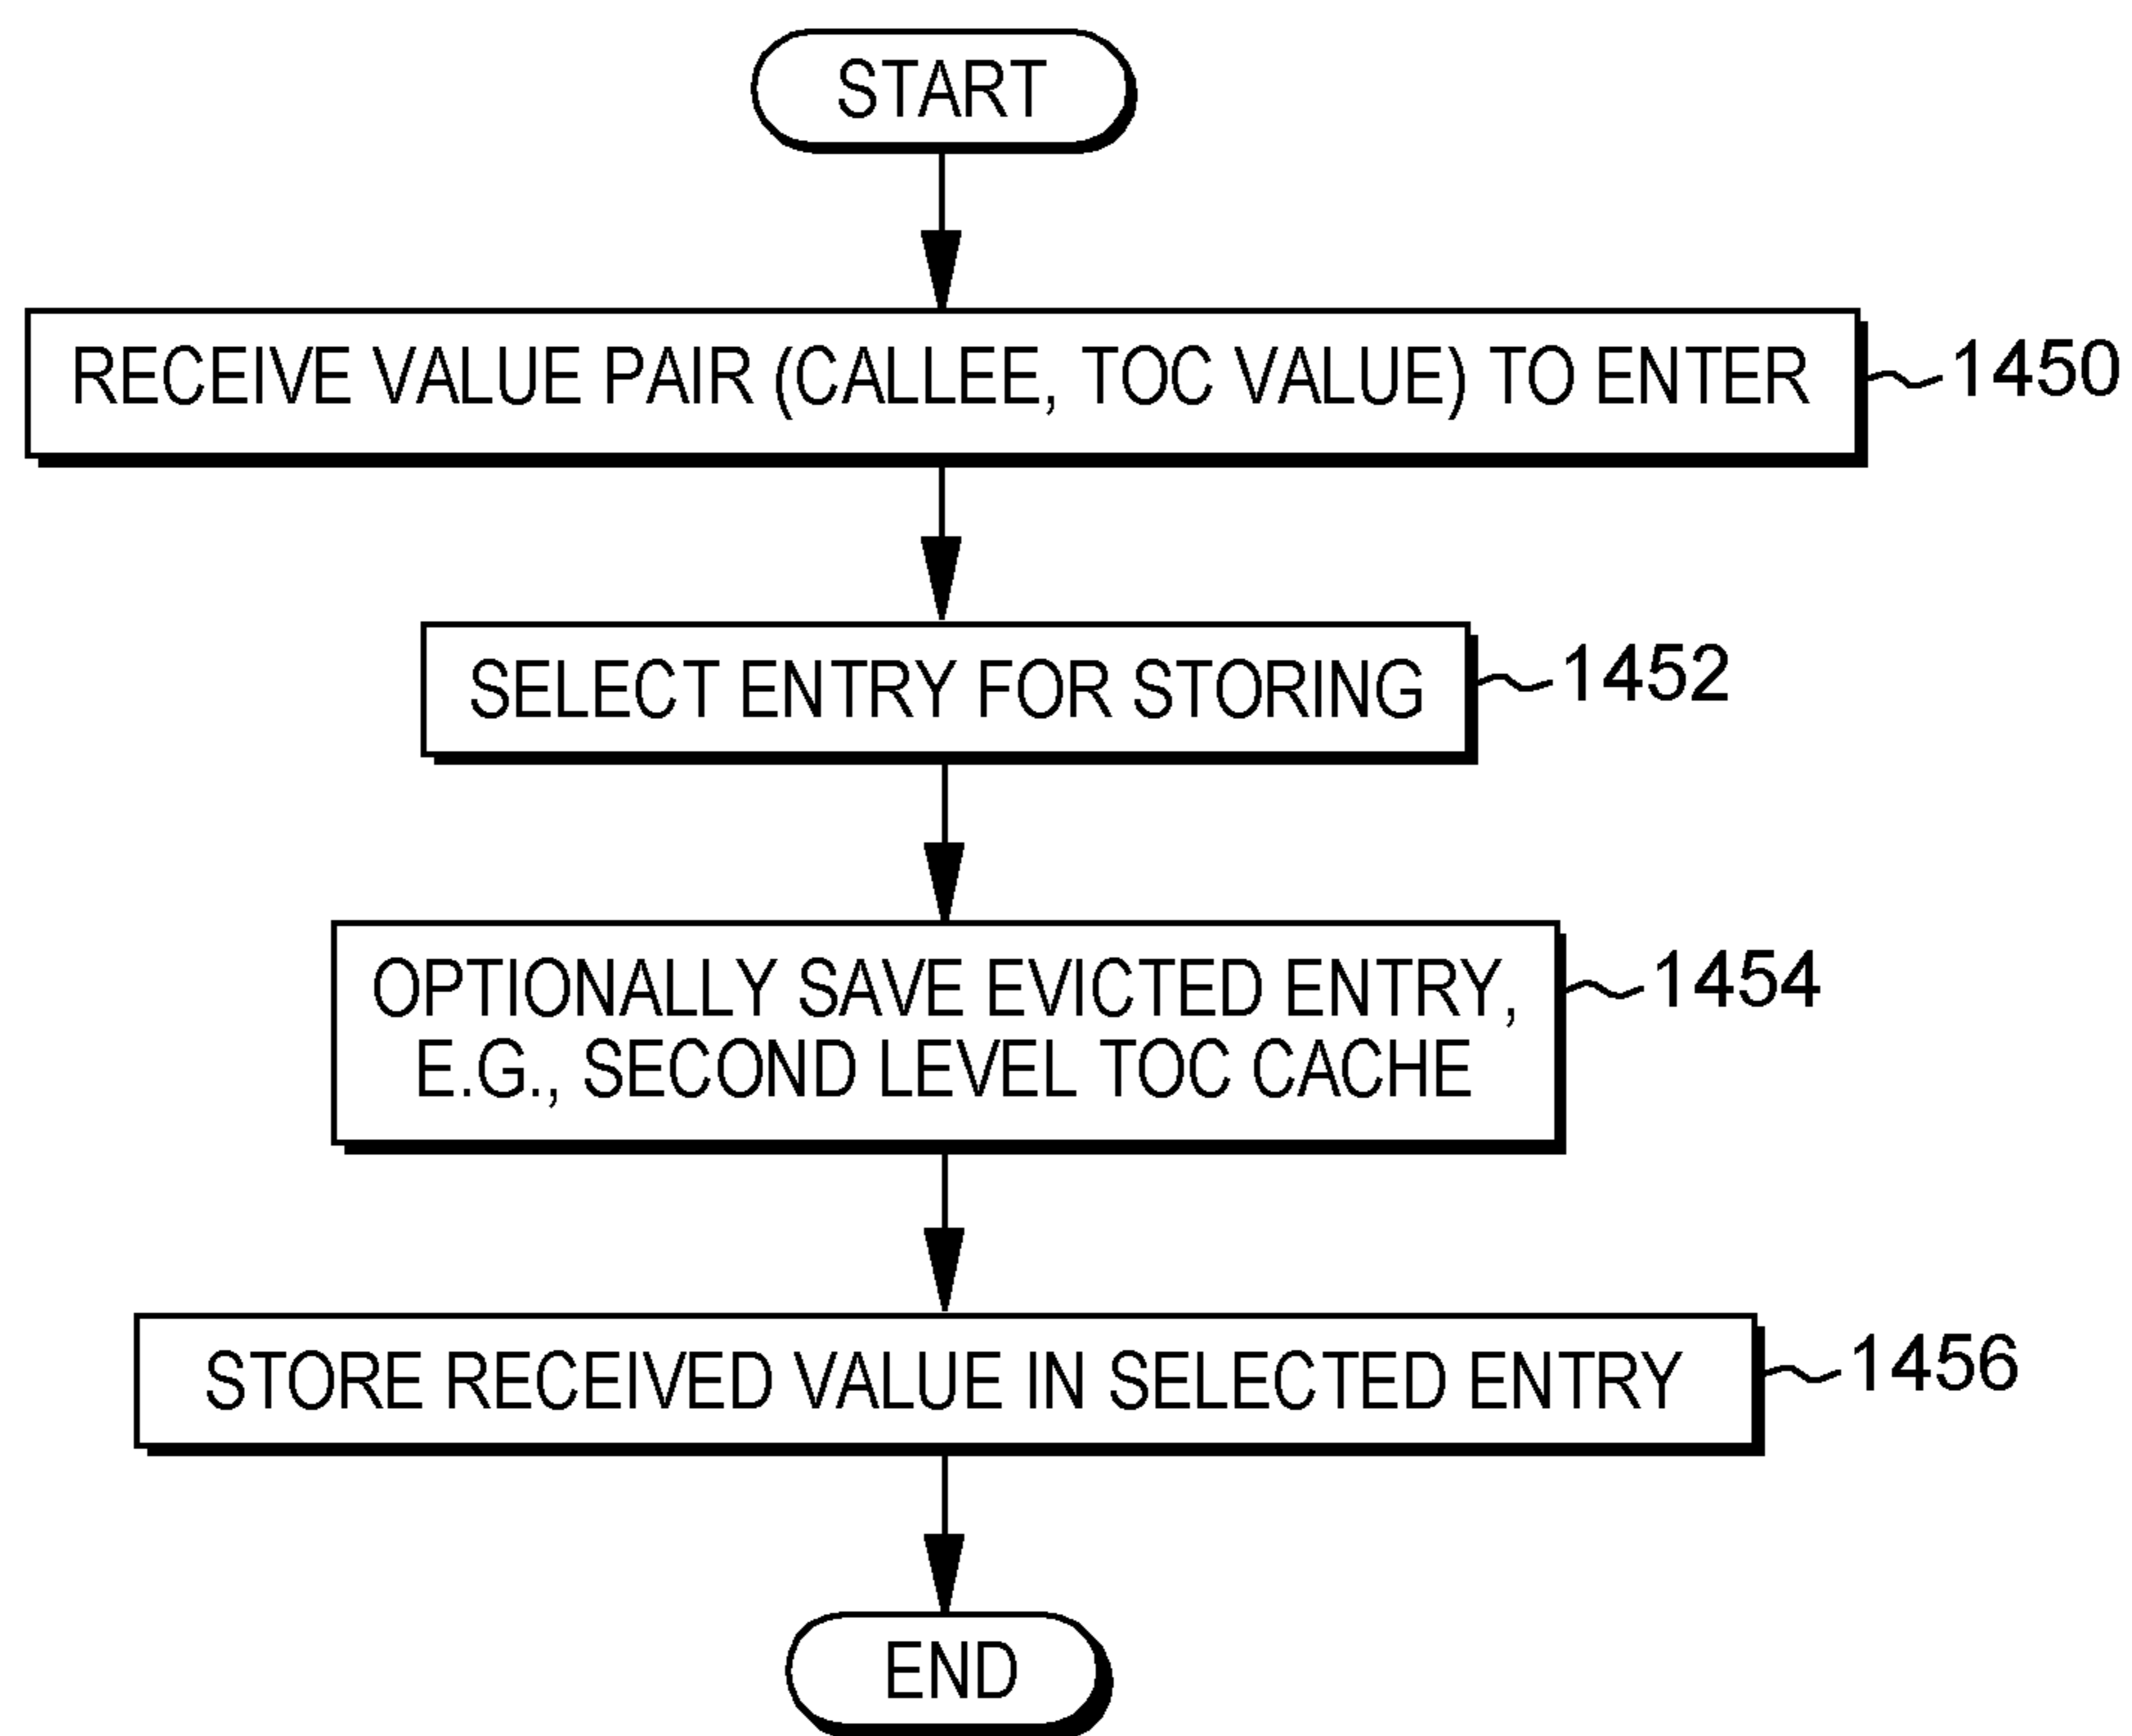 START
RECEIVE VALUE PAIR (CALLEE, TOC VALUE) TO ENTER
1450
SELECT ENTRY FOR STORING
1452
OPTIONALLY SAVE EVICTED ENTRY,
E.G., SECOND LEVEL TOC CACHE
1454
STORE RECEIVED VALUE IN SELECTED ENTRY
1456
END